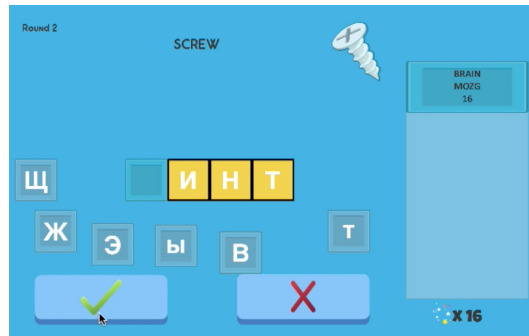 Round 2
SCREW
BRAIN
MOZG
16
Щ
И Н Т
Ж Э Ы В Т
X 16